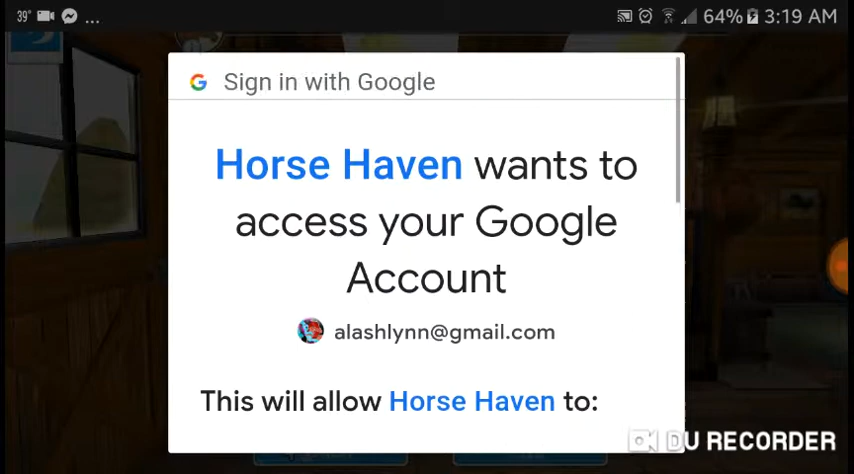 39° ... 64% 3:19 AM
Sign in with Google
Horse Haven wants to
access your Google
Account
alashlynn@gmail.com
This will allow Horse Haven to:
DU RECORDER